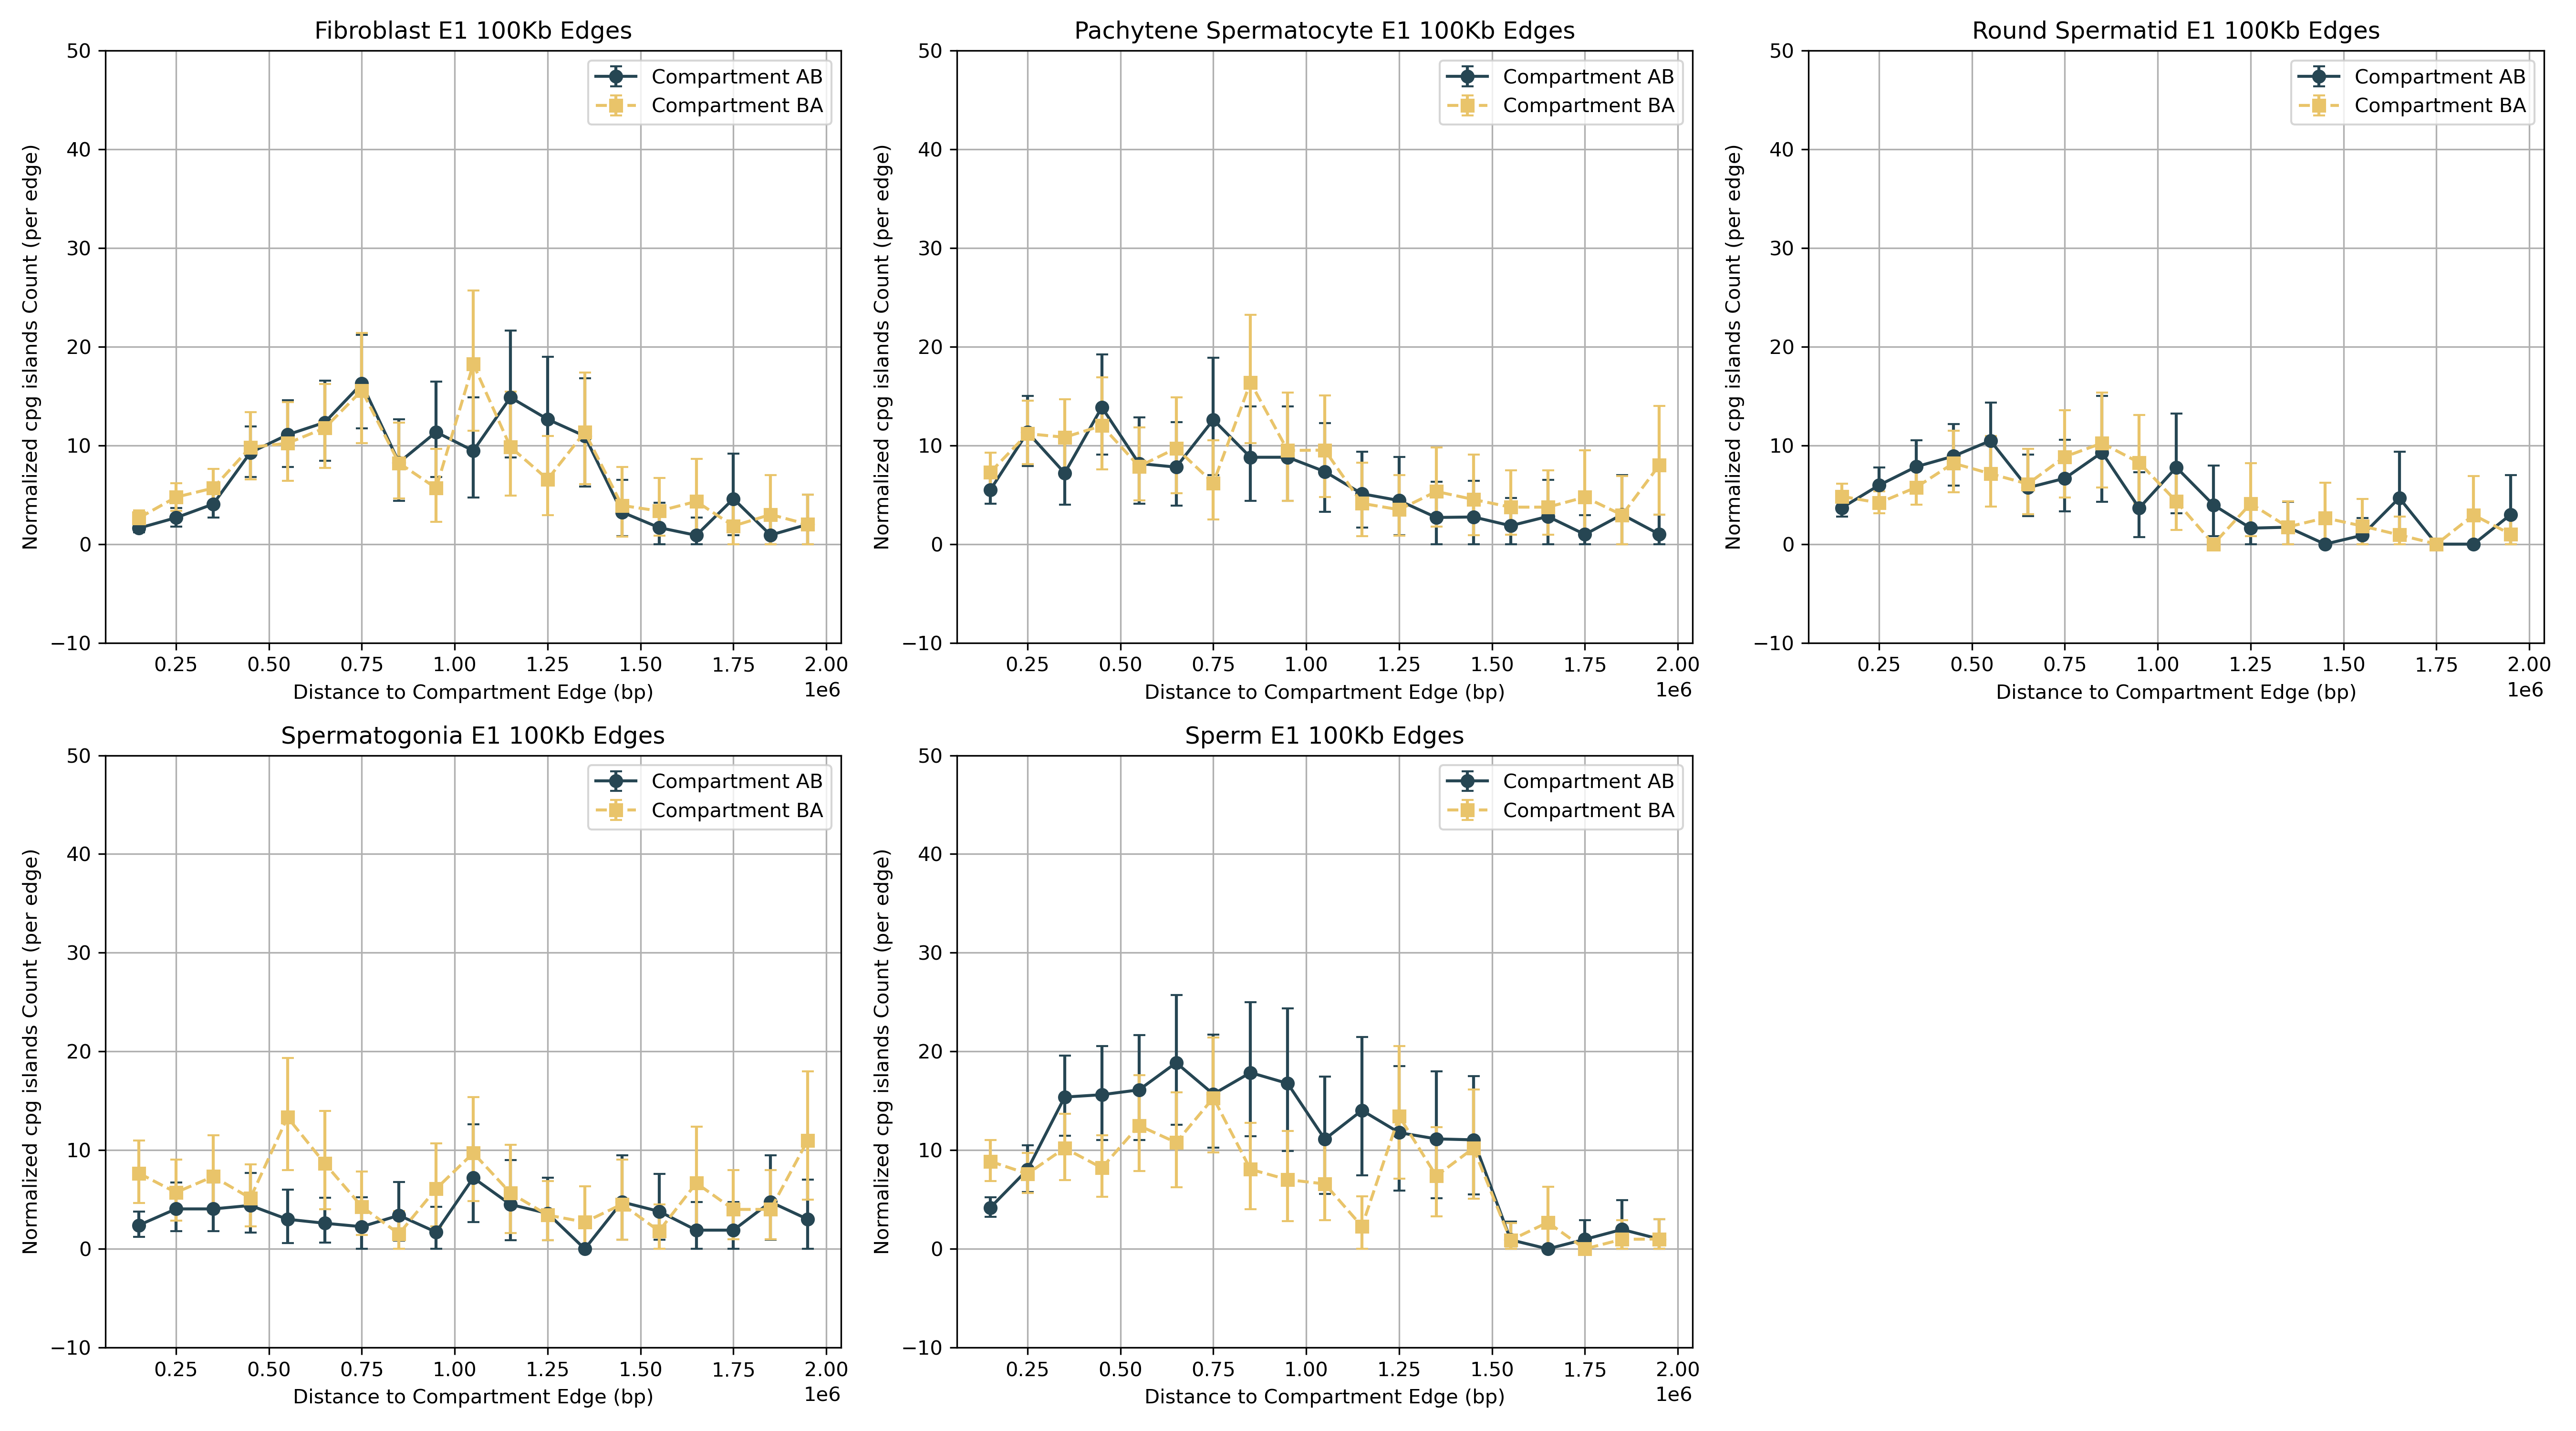 Fibroblast E1 100Kb Edges
Normalized cpg islands Count (per edge)
50
40
30
20
10
0
−10
Compartment AB
Compartment BA
0.25 0.50 0.75 1.00 1.25 1.50 1.75 2.00
1e6
Distance to Compartment Edge (bp)
Pachytene Spermatocyte E1 100Kb Edges
Normalized cpg islands Count (per edge)
50
40
30
20
10
0
−10
Compartment AB
Compartment BA
0.25 0.50 0.75 1.00 1.25 1.50 1.75 2.00
1e6
Distance to Compartment Edge (bp)
Round Spermatid E1 100Kb Edges
Normalized cpg islands Count (per edge)
50
40
30
20
10
0
−10
Compartment AB
Compartment BA
0.25 0.50 0.75 1.00 1.25 1.50 1.75 2.00
1e6
Distance to Compartment Edge (bp)
Spermatogonia E1 100Kb Edges
Normalized cpg islands Count (per edge)
50
40
30
20
10
0
−10
Compartment AB
Compartment BA
0.25 0.50 0.75 1.00 1.25 1.50 1.75 2.00
1e6
Distance to Compartment Edge (bp)
Sperm E1 100Kb Edges
Normalized cpg islands Count (per edge)
50
40
30
20
10
0
−10
Compartment AB
Compartment BA
0.25 0.50 0.75 1.00 1.25 1.50 1.75 2.00
1e6
Distance to Compartment Edge (bp)